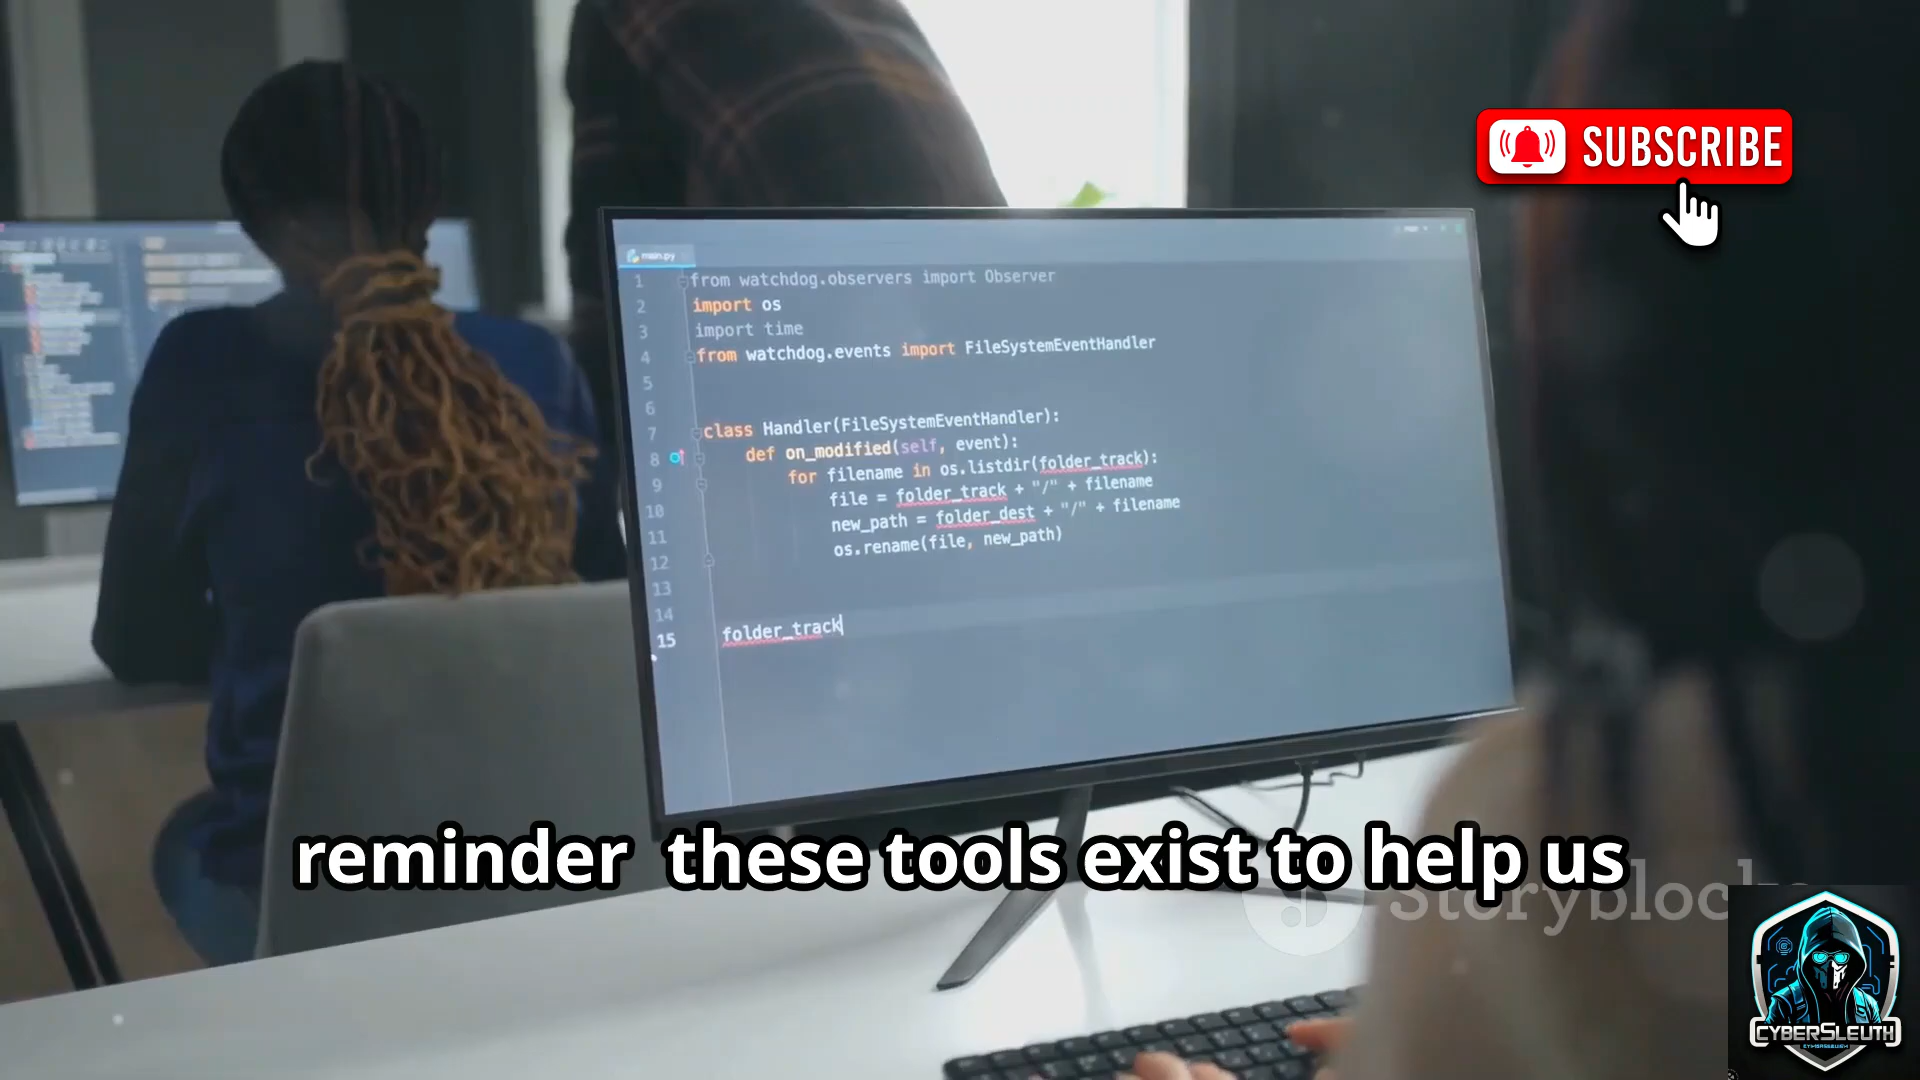 SUBSCRIBE
main.py
1 from watchdog.observers import Observer
2 import os
3 import time
4 from watchdog.events import FileSystemEventHandler
5
6
7 class Handler(FileSystemEventHandler):
8 def on_modified(self, event):
9 for filename in os.listdir(folder_track):
10 file = folder_track + "/" + filename
11 new_path = folder_dest + "/" + filename
12 os.rename(file, new_path)
13
14
15 folder_track
reminder these tools exist to help us
Storyblocks
CYBERSLEUTH